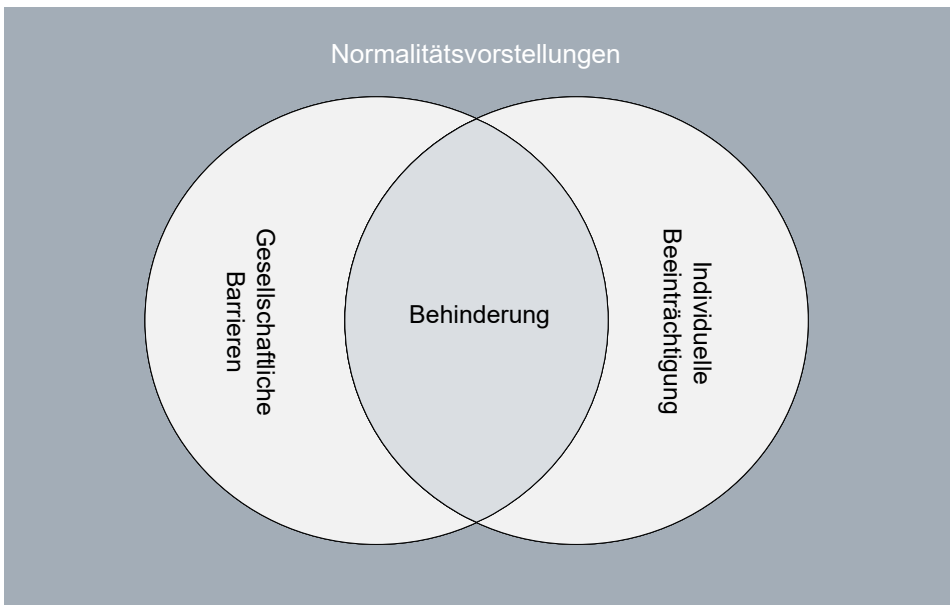 Normalitätsvorstellungen
Gesellschaftliche
Barrieren
Behinderung
Individuelle
Beeinträchtigung